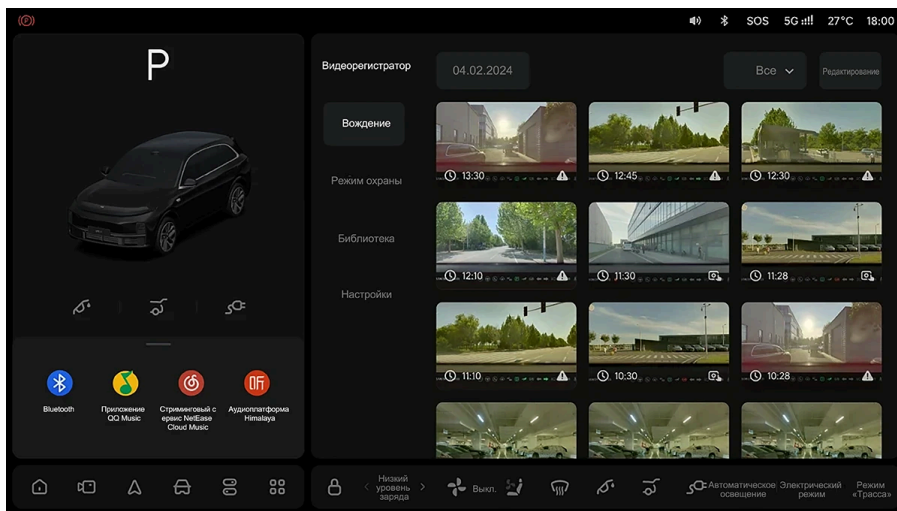 (P)
SOS
5G
27°C
18:00
P
Видеорегистратор
04.02.2024
Все
Редактирование
Вождение
Режим охраны
Библиотека
Настройки
13:30
12:45
12:30
12:10
11:30
11:28
11:10
10:30
10:28
Bluetooth
Приложение
QQ Music
Стриминговый с
ервис NetEase
Cloud Music
Аудиоплатформа
Himalaya
Низкий
уровень
заряда
Выкл.
Автоматическое
освещение
Электрический
режим
Режим
«Трасса»